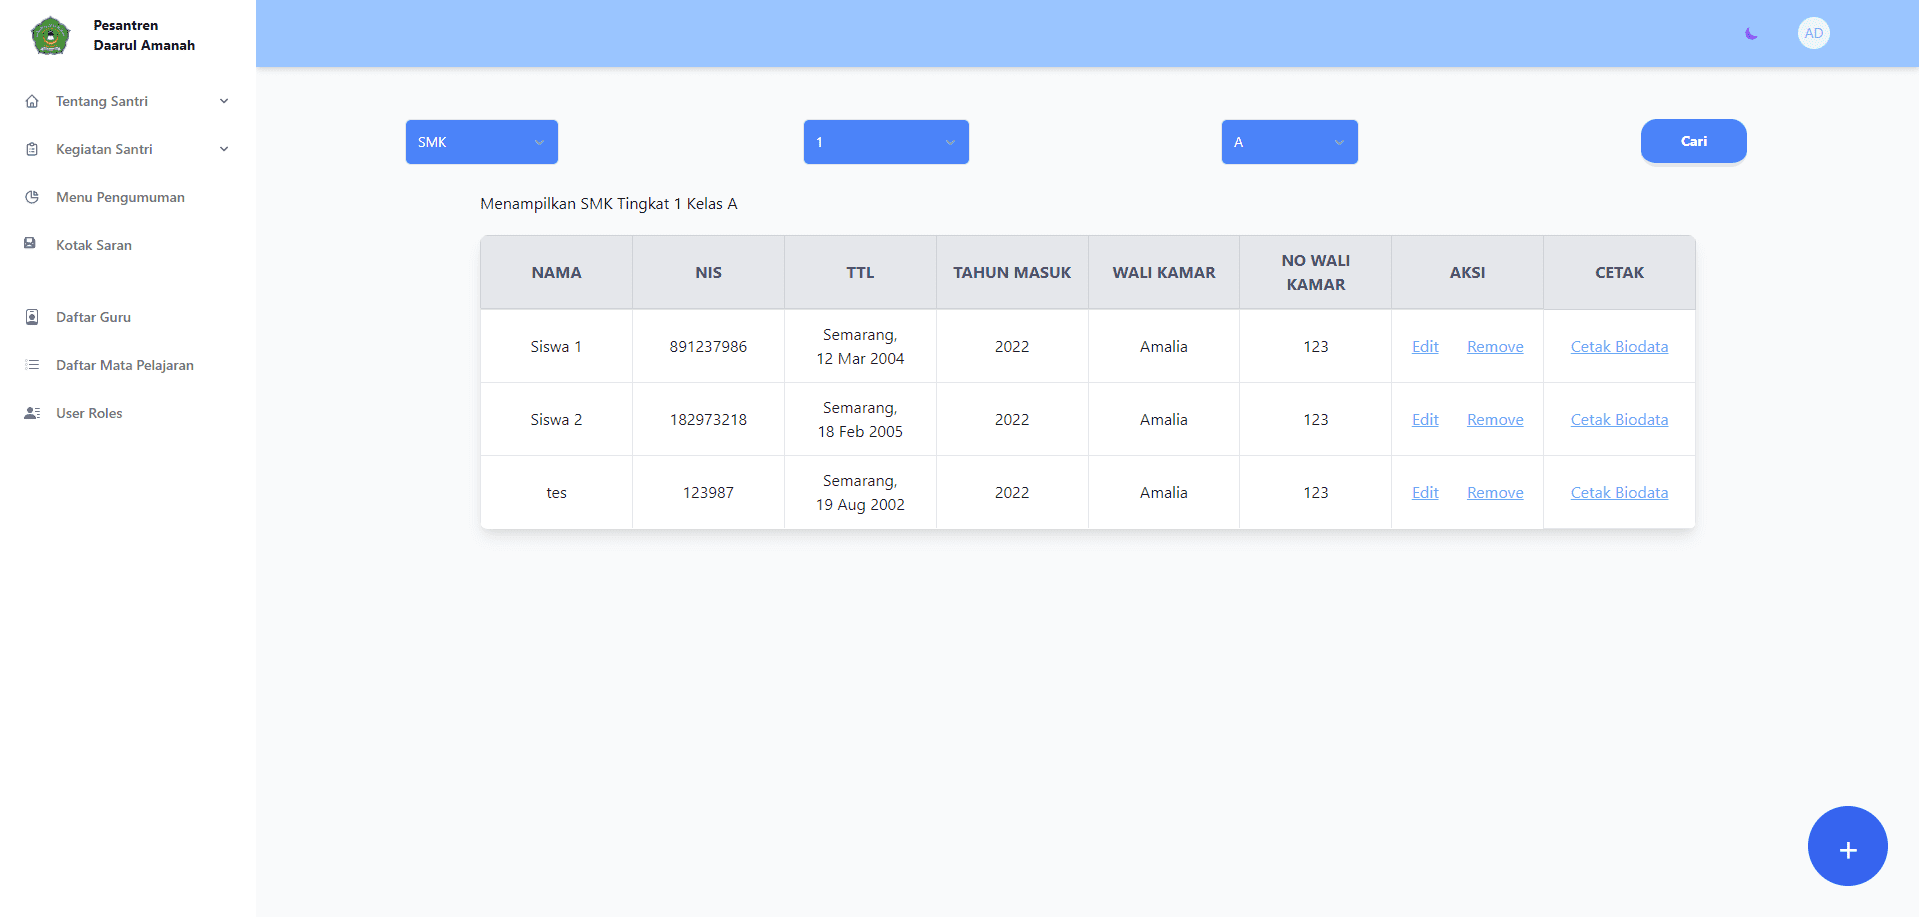 Pesantren
Daarul Amanah
AD
Tentang Santri
Kegiatan Santri
Menu Pengumuman
Kotak Saran
Daftar Guru
Daftar Mata Pelajaran
User Roles
SMK 1 A Cari
Menampilkan SMK Tingkat 1 Kelas A
NAMA NIS TTL TAHUN MASUK WALI KAMAR NO WALI KAMAR AKSI CETAK
Siswa 1 891237986 Semarang, 12 Mar 2004 2022 Amalia 123 Edit Remove Cetak Biodata
Siswa 2 182973218 Semarang, 18 Feb 2005 2022 Amalia 123 Edit Remove Cetak Biodata
tes 123987 Semarang, 19 Aug 2002 2022 Amalia 123 Edit Remove Cetak Biodata
+